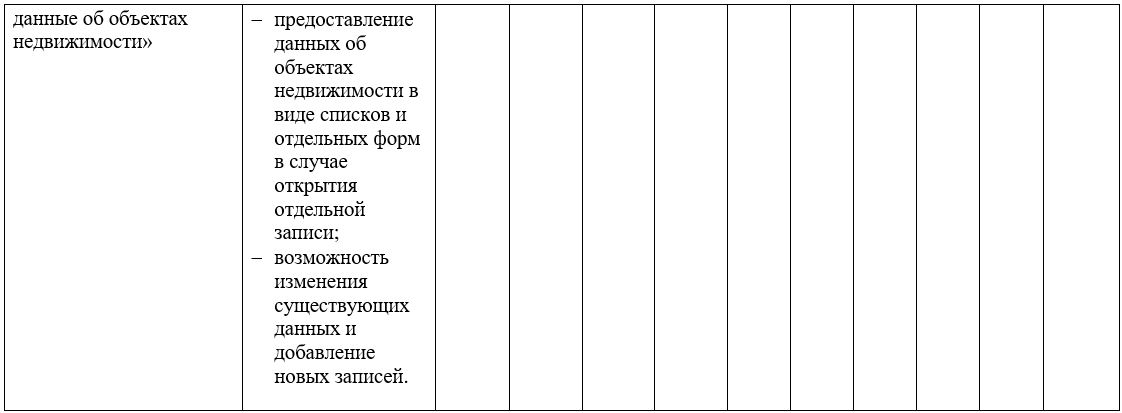 данные об объектах
недвижимости»
– предоставление
данных об
объектах
недвижимости в
виде списков и
отдельных форм
в случае
открытия
отдельной
записи;
– возможность
изменения
существующих
данных и
добавление
новых записей.